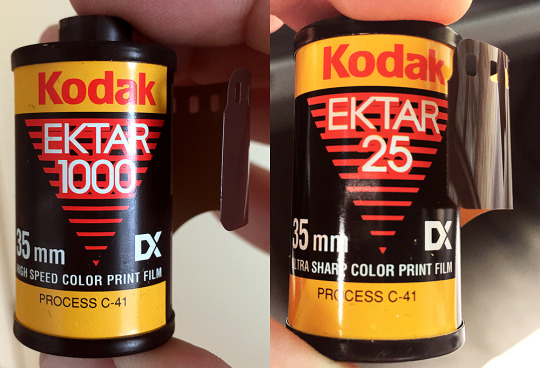 Kodak
EKTAR
1000
35 mm
DX
HIGH SPEED COLOR PRINT FILM
PROCESS C-41
Kodak
EKTAR
25
35 mm
DX
LTRA SHARP COLOR PRINT FILM
PROCESS C-41